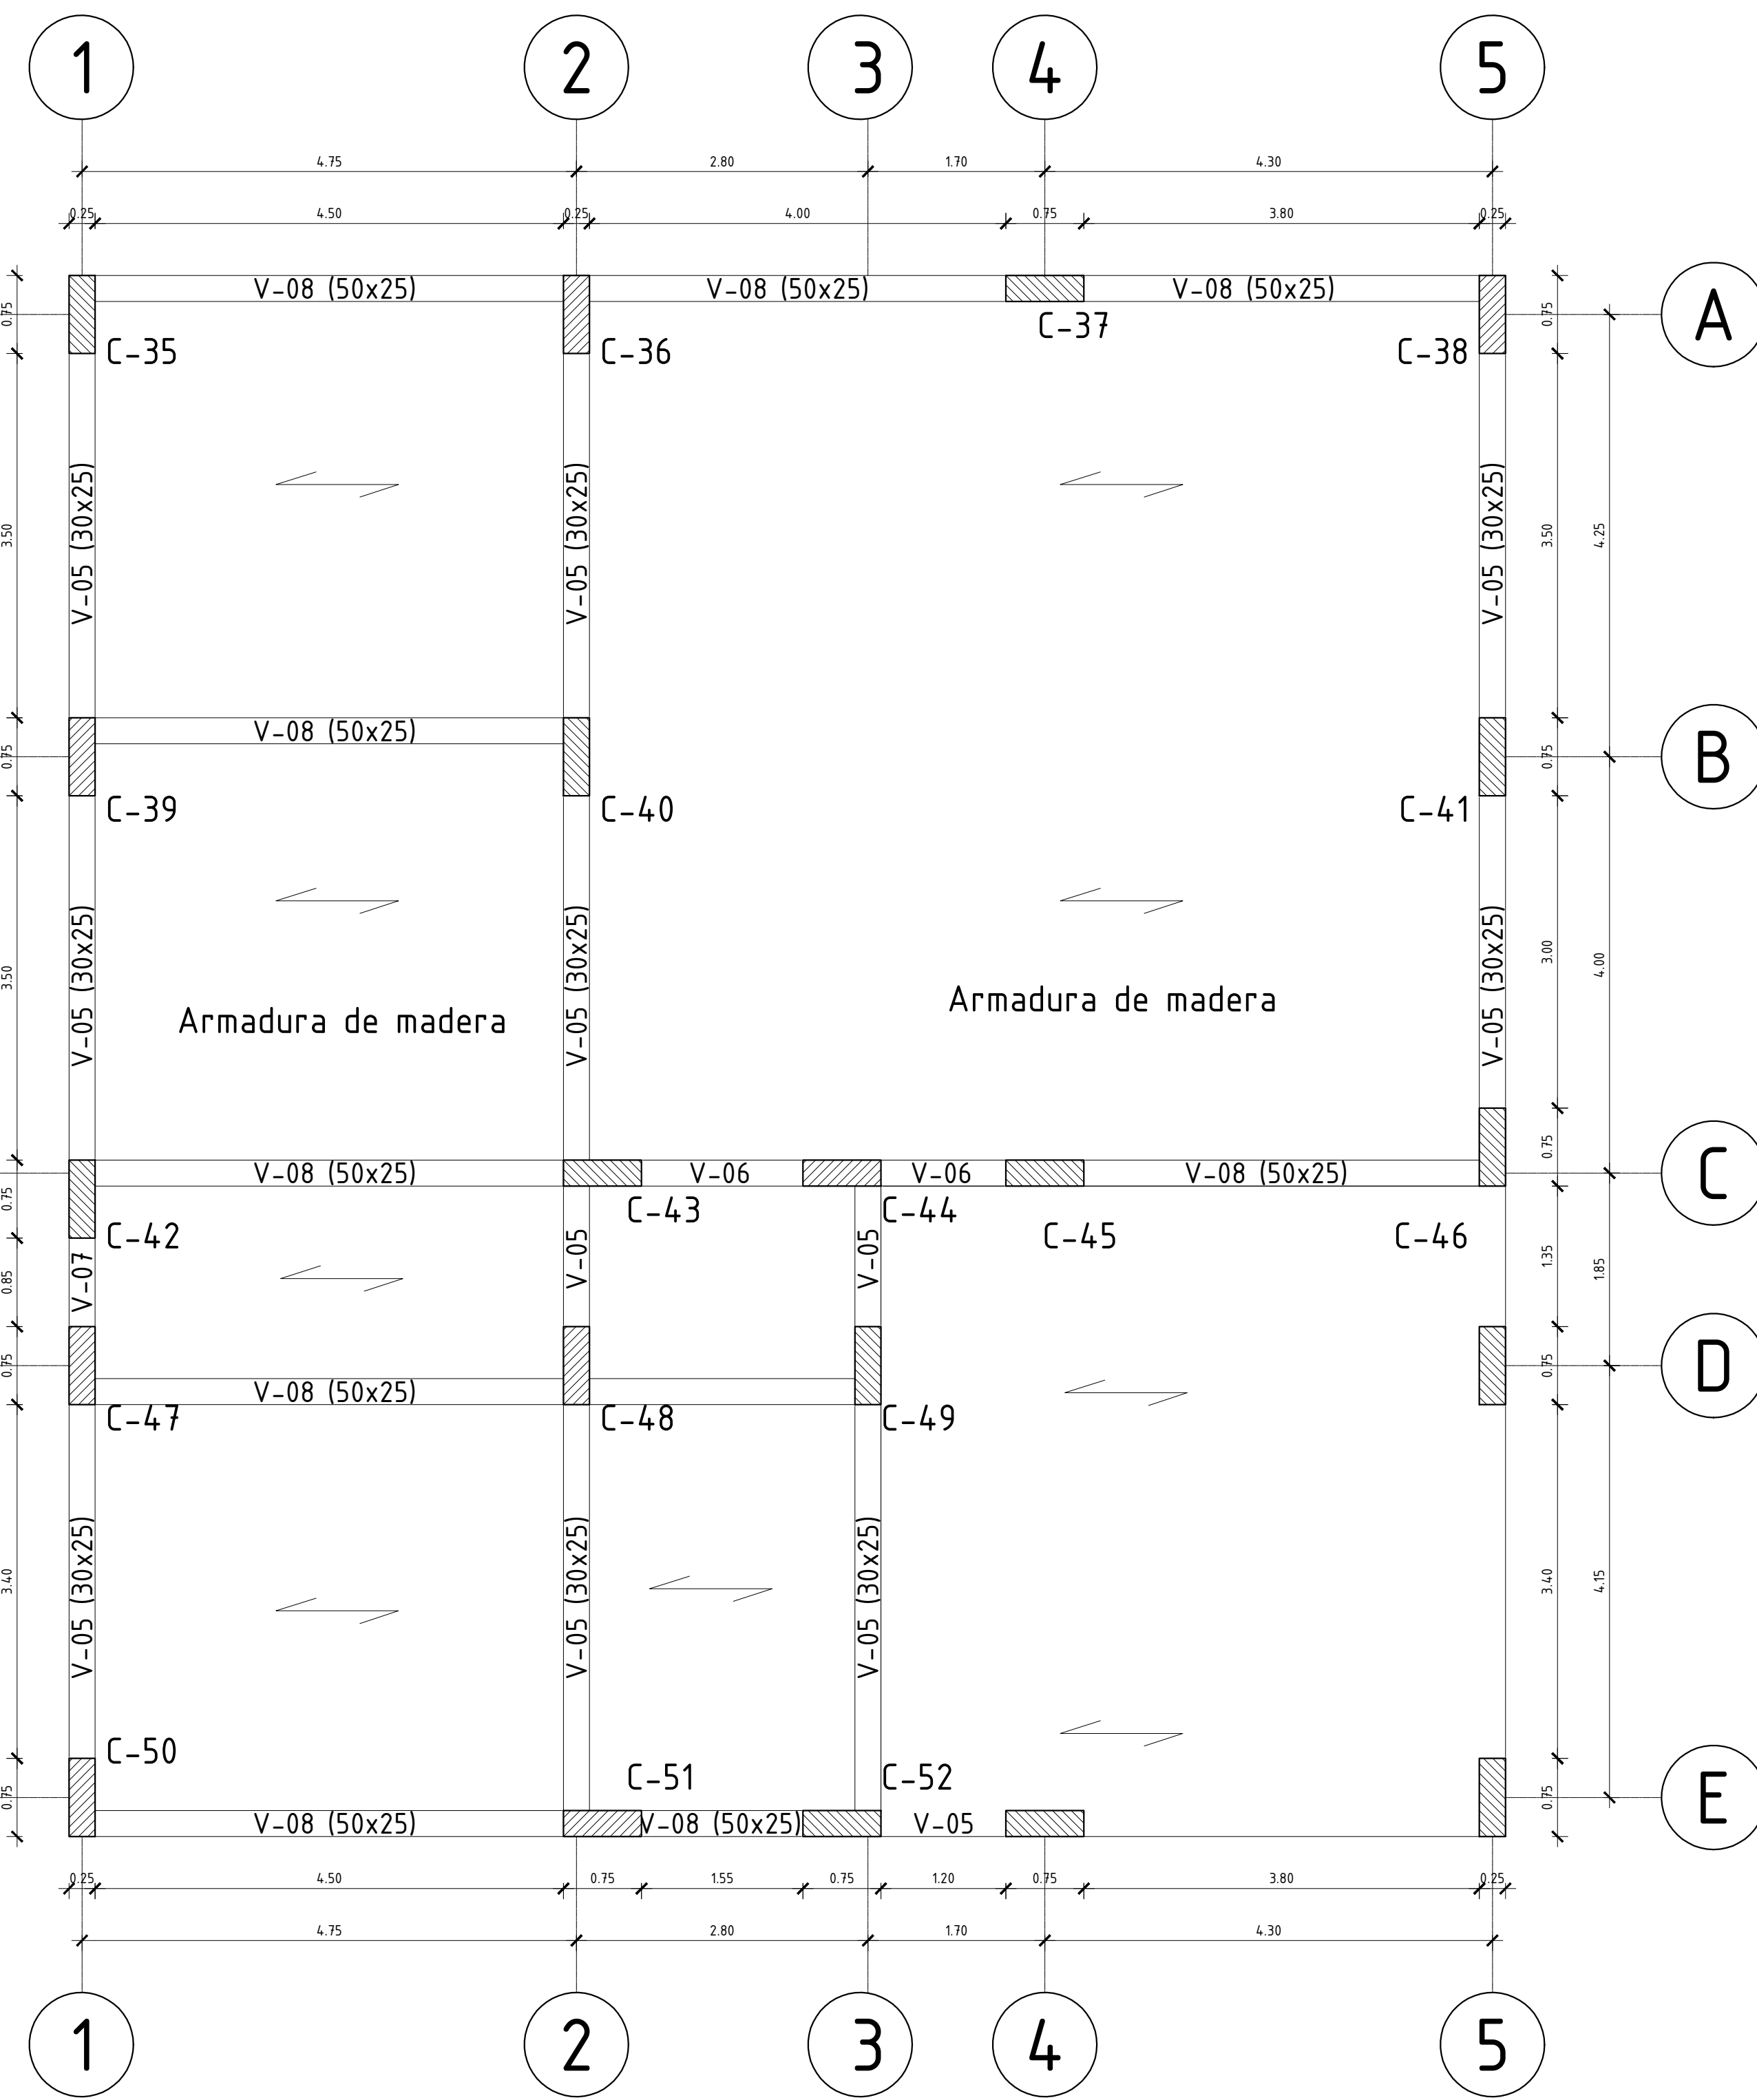 1 2 3 4 5
4.75 2.80 1.70 4.30
0.25 4.50 0.25 4.00 0.75 3.80 0.25
V-08 (50x25) V-08 (50x25) V-08 (50x25)
0.75 0.75 A
C-37
C-35 C-36 C-38
V-05 (30x25) V-05 (30x25) V-05 (30x25)
3.50 3.50 4.25
V-08 (50x25)
0.75 0.75 B
C-39 C-40 C-41
V-05 (30x25) V-05 (30x25) V-05 (30x25)
3.50 3.00 4.00
Armadura de madera Armadura de madera
0.75
V-08 (50x25) V-06 V-06 V-08 (50x25) C
0.75
C-43 C-44
C-42 C-45 C-46
V-07 V-05 V-05
0.85 1.35 1.85
0.75 0.75 D
V-08 (50x25)
C-47 C-48 C-49
V-05 (30x25) V-05 (30x25) V-05 (30x25)
3.40 3.40 4.15
C-50 C-51 C-52
0.75 0.75 E
V-08 (50x25) V-08 (50x25) V-05
0.25 4.50 0.75 1.55 0.75 1.20 0.75 3.80 0.25
4.75 2.80 1.70 4.30
1 2 3 4 5